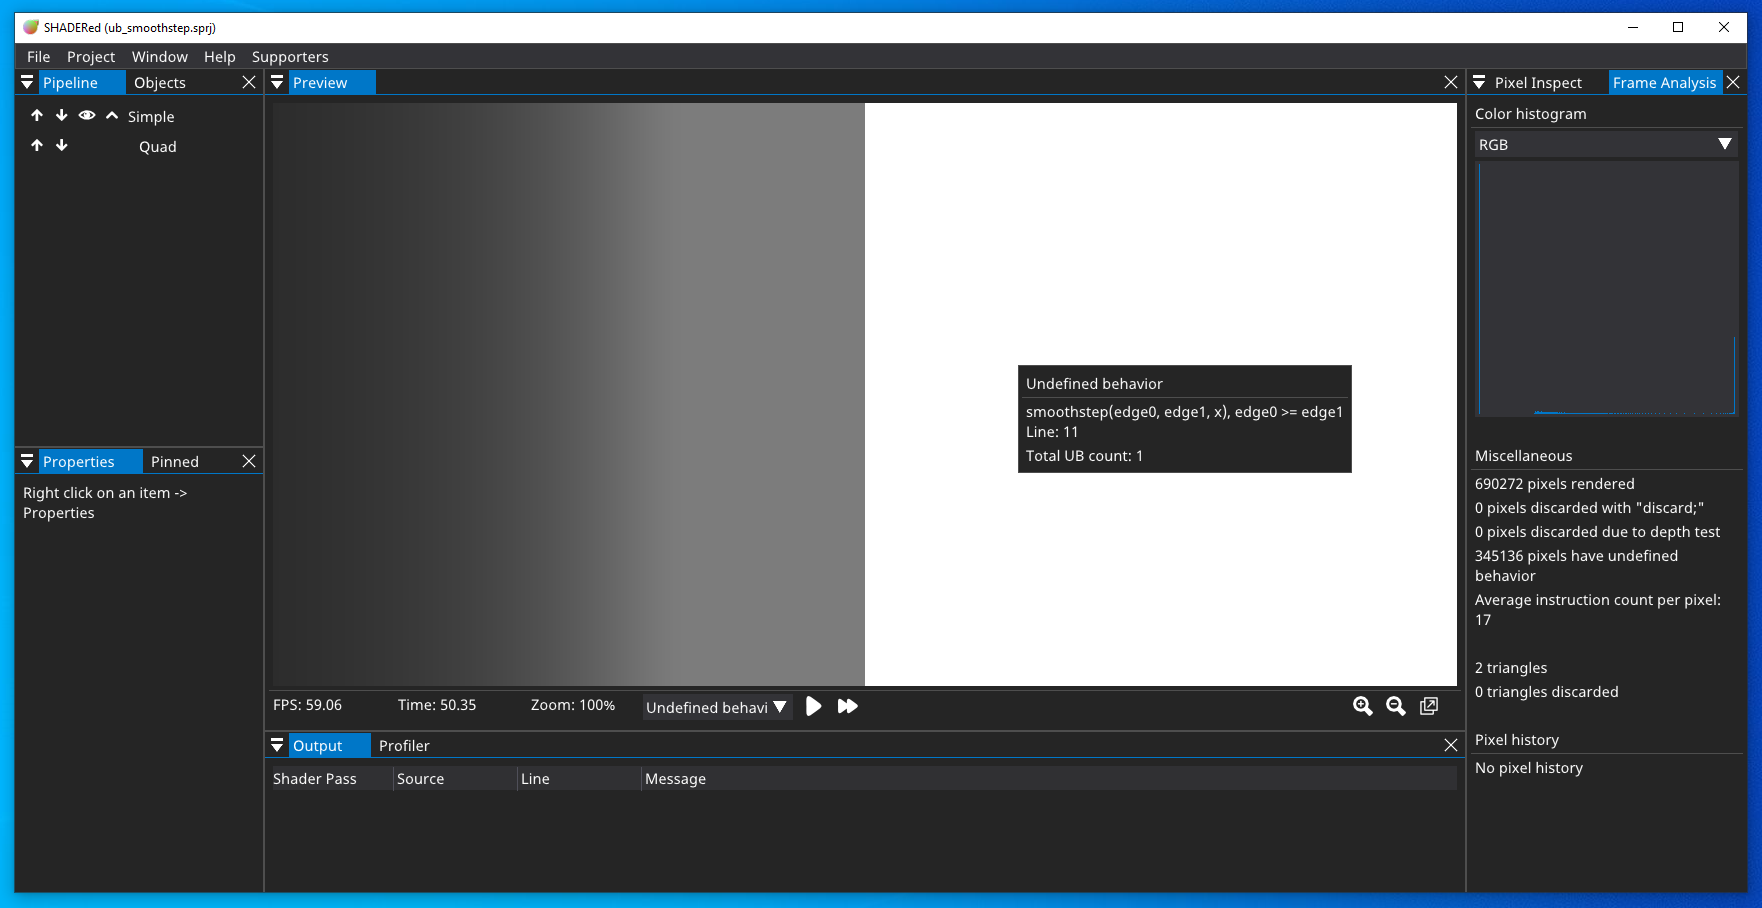 SHADERed (ub_smoothstep.sprj)
File Project Window Help Supporters
Pipeline Objects
Simple
Quad
Properties Pinned
Right click on an item ->
Properties
Preview
Undefined behavior
smoothstep(edge0, edge1, x), edge0 >= edge1
Line: 11
Total UB count: 1
FPS: 59.06 Time: 50.35 Zoom: 100% Undefined behavi
Output Profiler
Shader Pass Source Line Message
Pixel Inspect Frame Analysis
Color histogram
RGB
Miscellaneous
690272 pixels rendered
0 pixels discarded with "discard;"
0 pixels discarded due to depth test
345136 pixels have undefined
behavior
Average instruction count per pixel:
17
2 triangles
0 triangles discarded
Pixel history
No pixel history